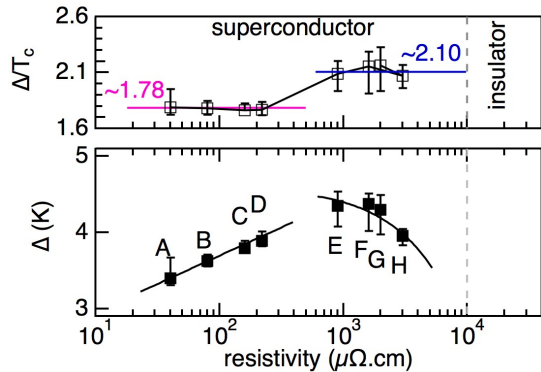 2.6
2.1
1.6
Δ/Tc
superconductor
insulator
~1.78
~2.10
5
4
3
Δ (K)
A
B
C
D
E
F
G
H
10^1
10^2
10^3
10^4
resistivity (μΩ.cm)